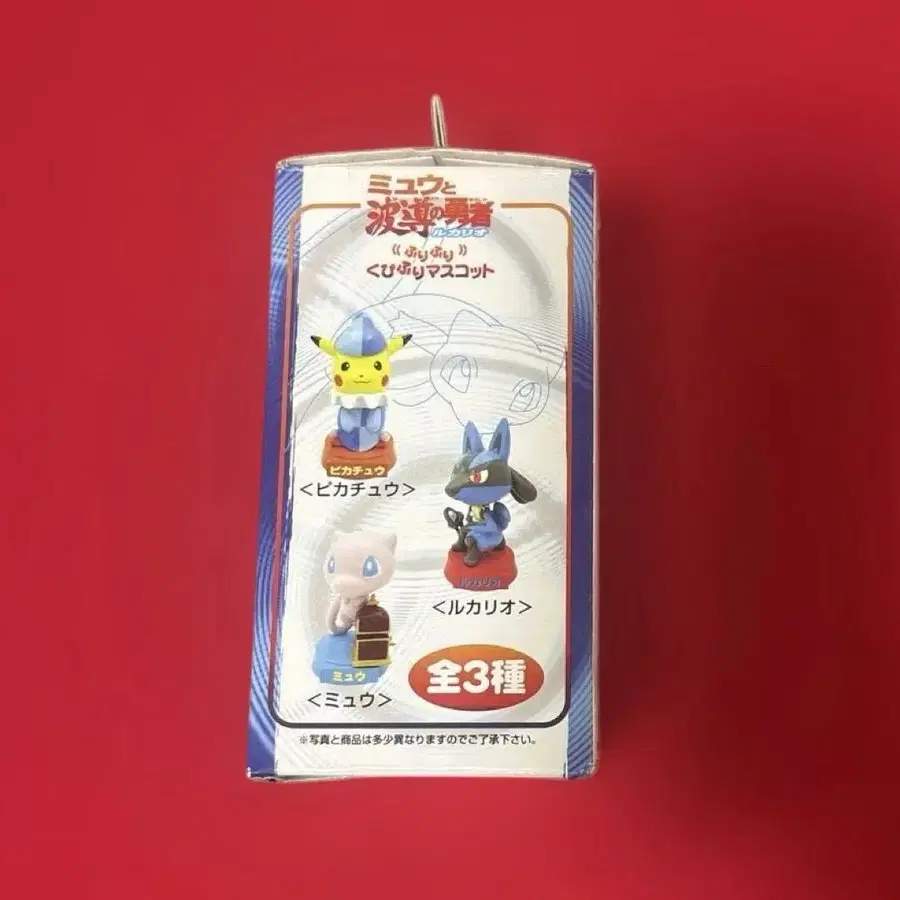 ミュウと
波導の勇者
ルカリオ
《ふりふり》
くびふりマスコット
ピカチュウ
<ピカチュウ>
ルカリオ
<ルカリオ>
ミュウ
<ミュウ>
全3種
※写真と商品は多少異なりますのでご了承下さい。